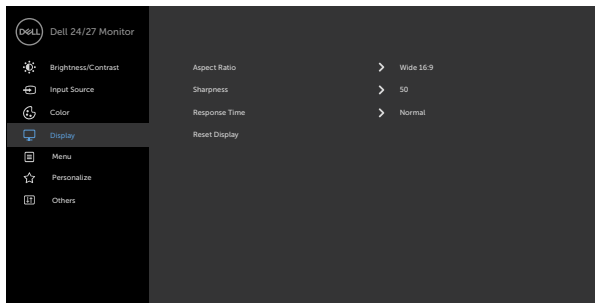 DELL Dell 24/27 Monitor
Brightness/Contrast
Input Source
Color
Display
Menu
Personalize
Others
Aspect Ratio Wide 16:9
Sharpness 50
Response Time Normal
Reset Display